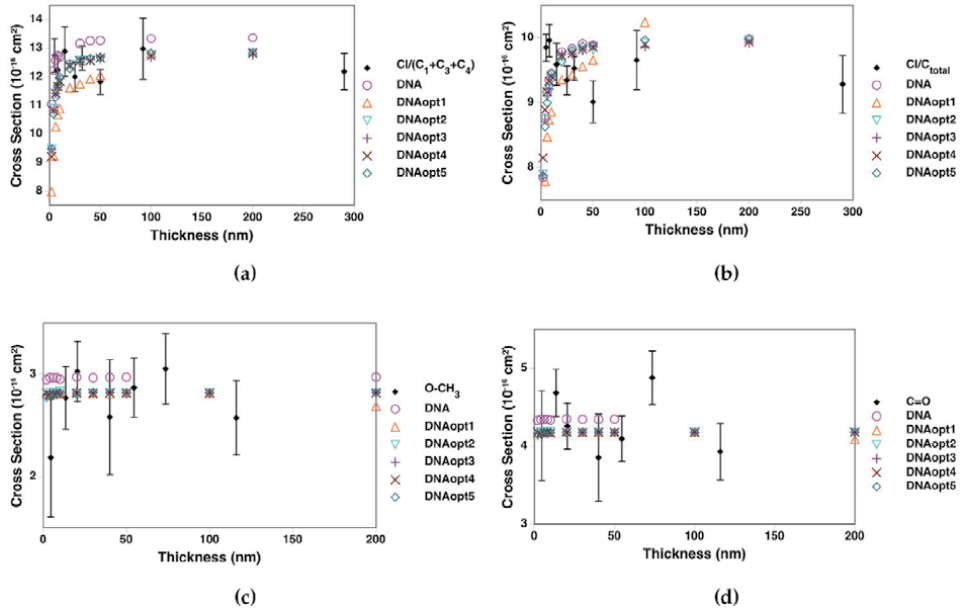 14
13
12
11
10
9
8
Cross Section (10⁻¹⁶ cm²)
0
50
100
200
300
Thickness (nm)
Cl/(C₁+C₃+C₄)
DNA
DNAopt1
DNAopt2
DNAopt3
DNAopt4
DNAopt5
(a)
10
9
8
Cross Section (10⁻¹⁶ cm²)
0
50
100
150
200
250
300
Thickness (nm)
Cl/C_total
DNA
DNAopt1
DNAopt2
DNAopt3
DNAopt4
DNAopt5
(b)
3
2
Cross Section (10⁻¹⁶ cm²)
0
50
100
150
200
Thickness (nm)
O-CH₃
DNA
DNAopt1
DNAopt2
DNAopt3
DNAopt4
DNAopt5
(c)
5
4
3
Cross Section (10⁻¹⁶ cm²)
0
50
100
150
200
Thickness (nm)
C=O
DNA
DNAopt1
DNAopt2
DNAopt3
DNAopt4
DNAopt5
(d)